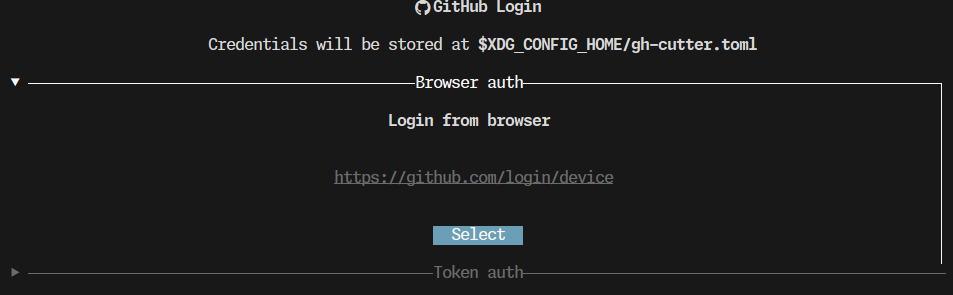 GitHub Login
Credentials will be stored at $XDG_CONFIG_HOME/gh-cutter.toml
Browser auth
Login from browser
https://github.com/login/device
Select
Token auth